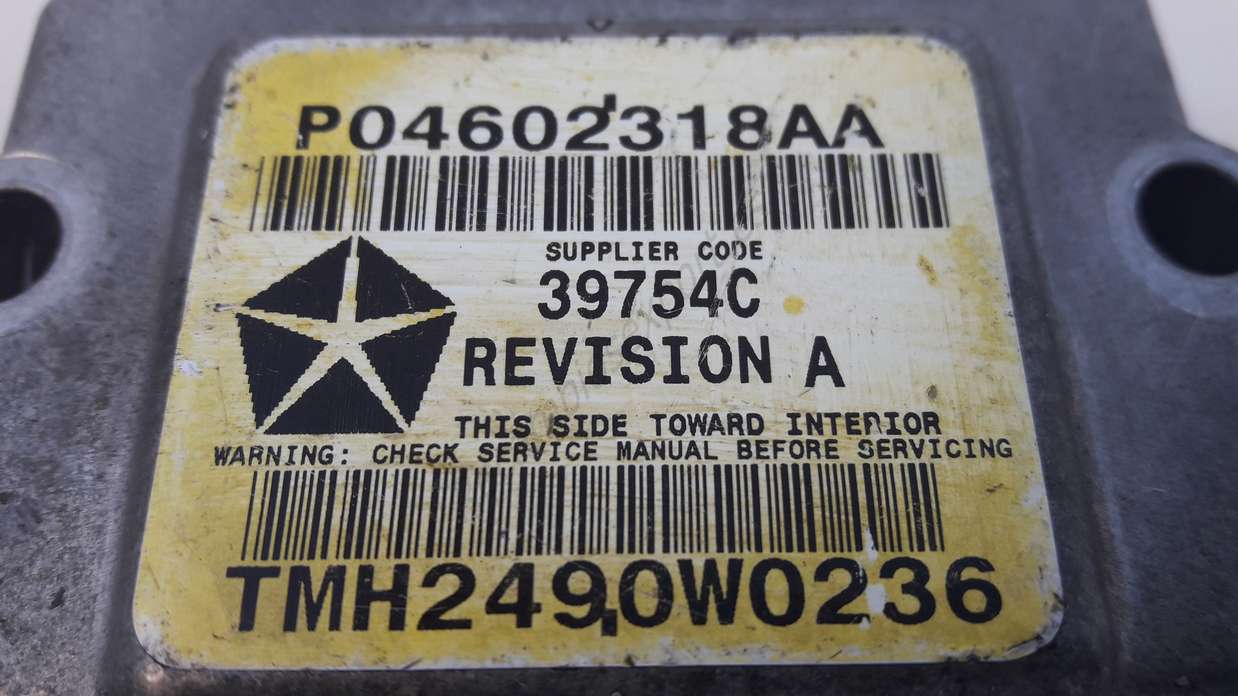 P04602318AA
SUPPLIER CODE
39754C
REVISION A
THIS SIDE TOWARD INTERIOR
WARNING: CHECK SERVICE MANUAL BEFORE SERVICING
TMH2490W0236